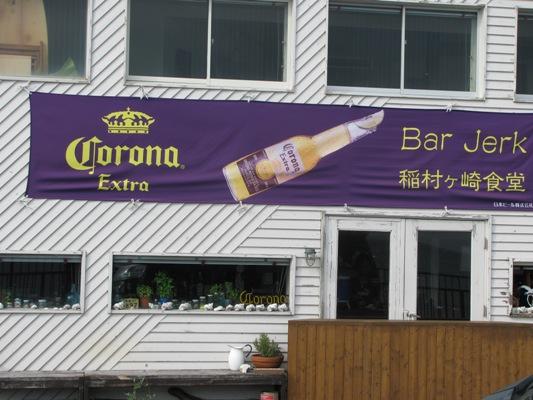 Corona®
Extra
Corona
Extra
Bar Jerk
稲村ヶ崎食堂
Corona